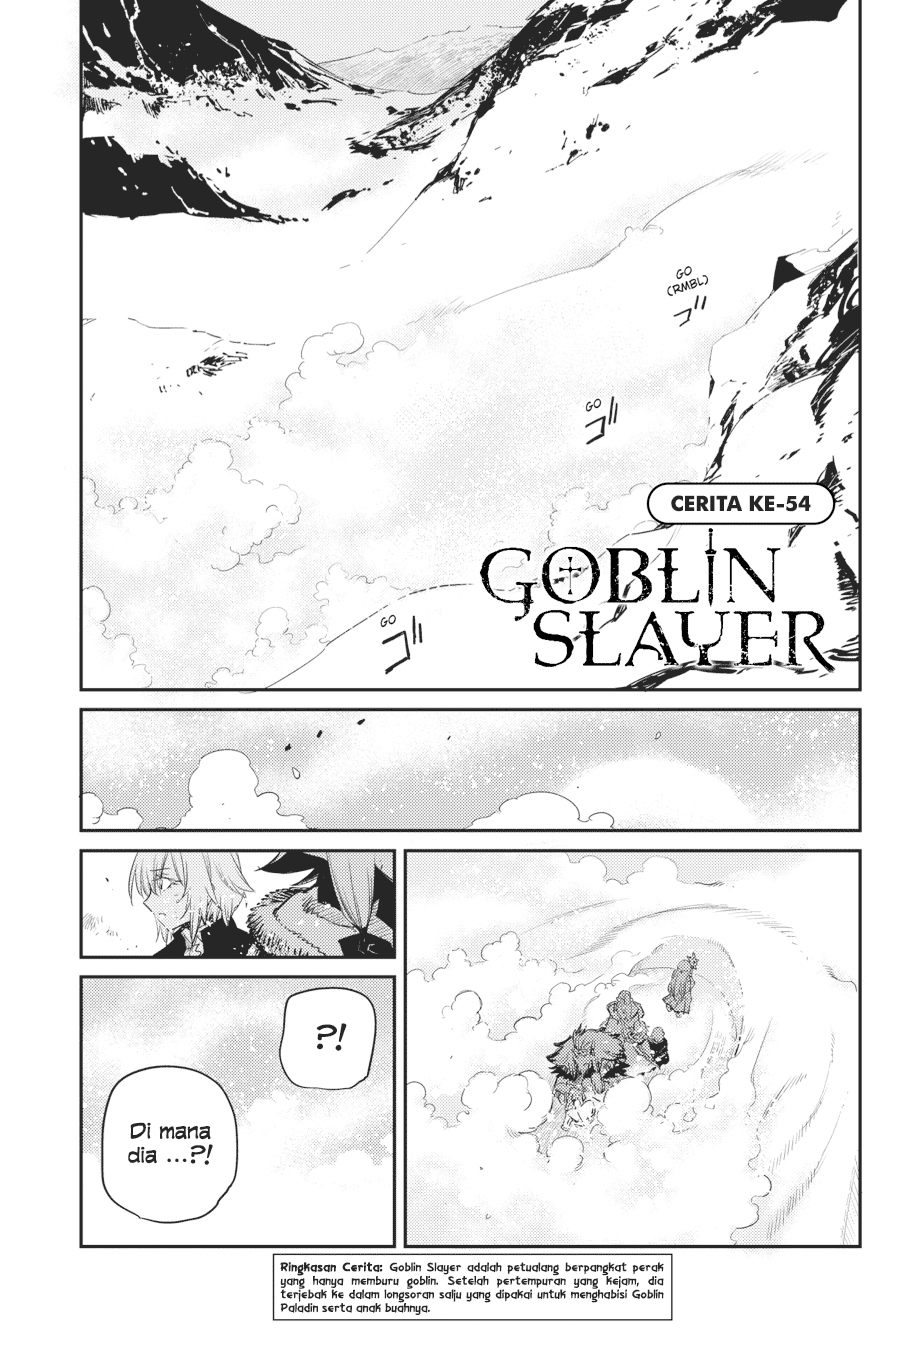 GO
(RMBL)
ゴ
GO
ゴ
CERITA KE-54
GOBLIN
SLAYER
GO
ゴ
?!
Di mana
dia ...?!
Ringkasan Cerita: Goblin Slayer adalah petualang berpangkat perak
yang hanya memburu goblin. Setelah pertempuran yang kejam, dia
terjebak ke dalam longsoran salju yang dipakai untuk menghabisi Goblin
Paladin serta anak buahnya.